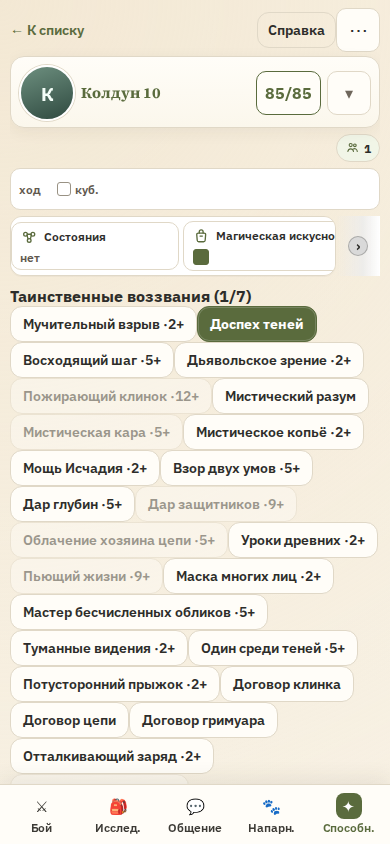 ← К списку
Справка
...
К
Колдун 10
85/85
▼
1
ход
куб.
Состояния
нет
Магическая искусно
›
Таинственные воззвания (1/7)
Мучительный взрыв ·2+ Доспех теней
Восходящий шаг ·5+ Дьявольское зрение ·2+
Пожирающий клинок ·12+ Мистический разум
Мистическая кара ·5+ Мистическое копьё ·2+
Мощь Исчадия ·2+ Взор двух умов ·5+
Дар глубин ·5+ Дар защитников ·9+
Облачение хозяина цепи ·5+ Уроки древних ·2+
Пьющий жизни ·9+ Маска многих лиц ·2+
Мастер бесчисленных обликов ·5+
Туманные видения ·2+ Один среди теней ·5+
Потусторонний прыжок ·2+ Договор клинка
Договор цепи Договор гримуара
Отталкивающий заряд ·2+
Бой Исслед. Общение Напарн. Способн.